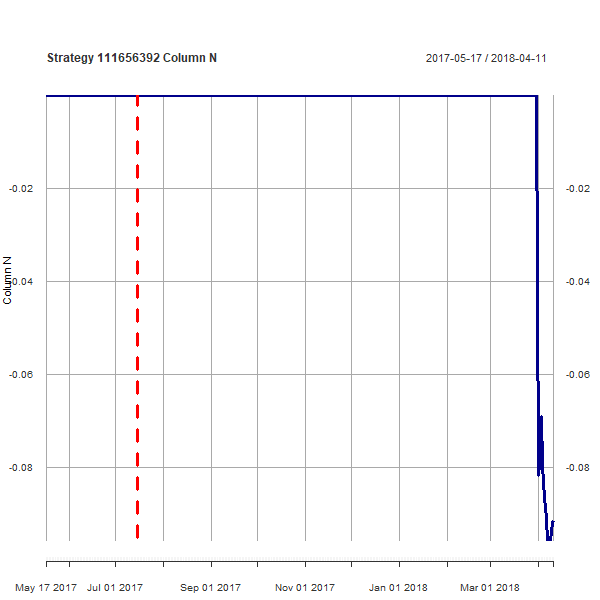 Strategy 111656392 Column N
2017-05-17 / 2018-04-11
-0.02 -0.02
-0.04 -0.04
Column N
-0.06 -0.06
-0.08 -0.08
May 17 2017 Jul 01 2017 Sep 01 2017 Nov 01 2017 Jan 01 2018 Mar 01 2018